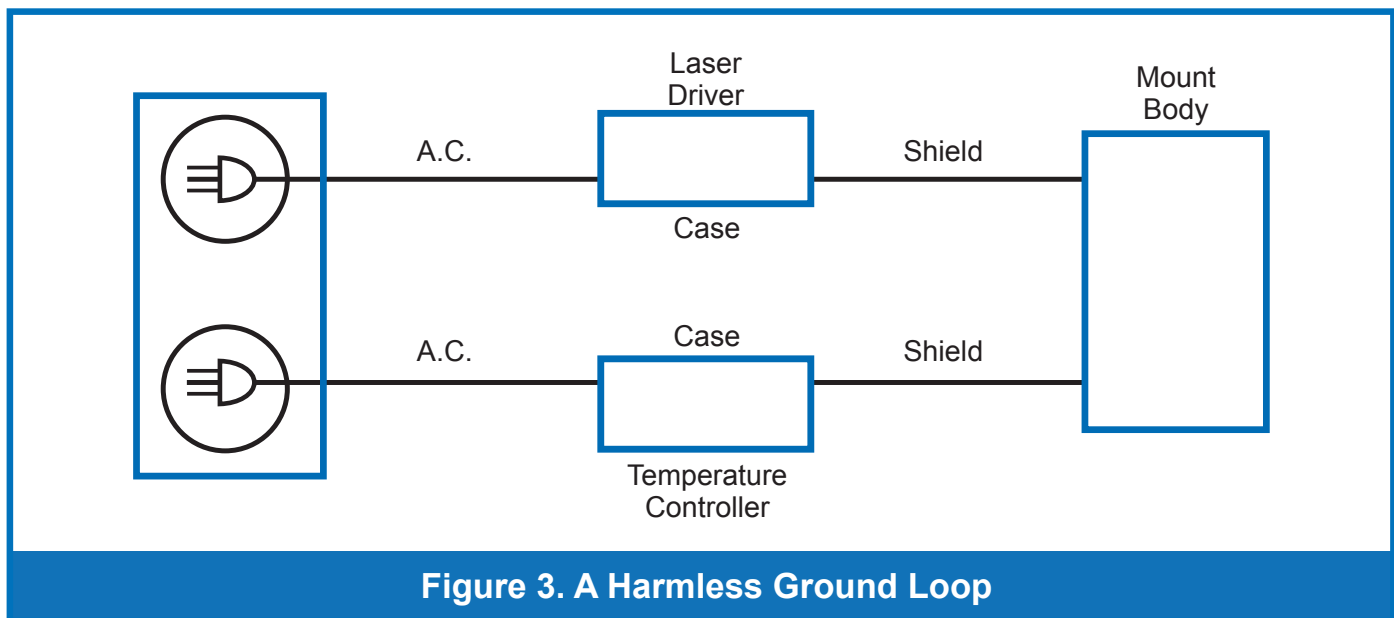 Laser
Driver
Mount
Body
A.C.
Shield
Case
Case
A.C.
Shield
Temperature
Controller
Figure 3. A Harmless Ground Loop